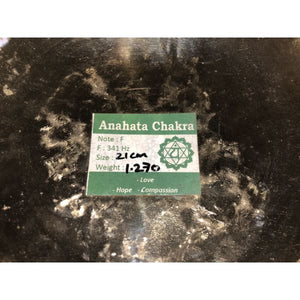 Anahata Chakra
Note : F
F : 341 Hz
Size : 21cm
Weight : 1.270
- Love
- Hope - Compassion